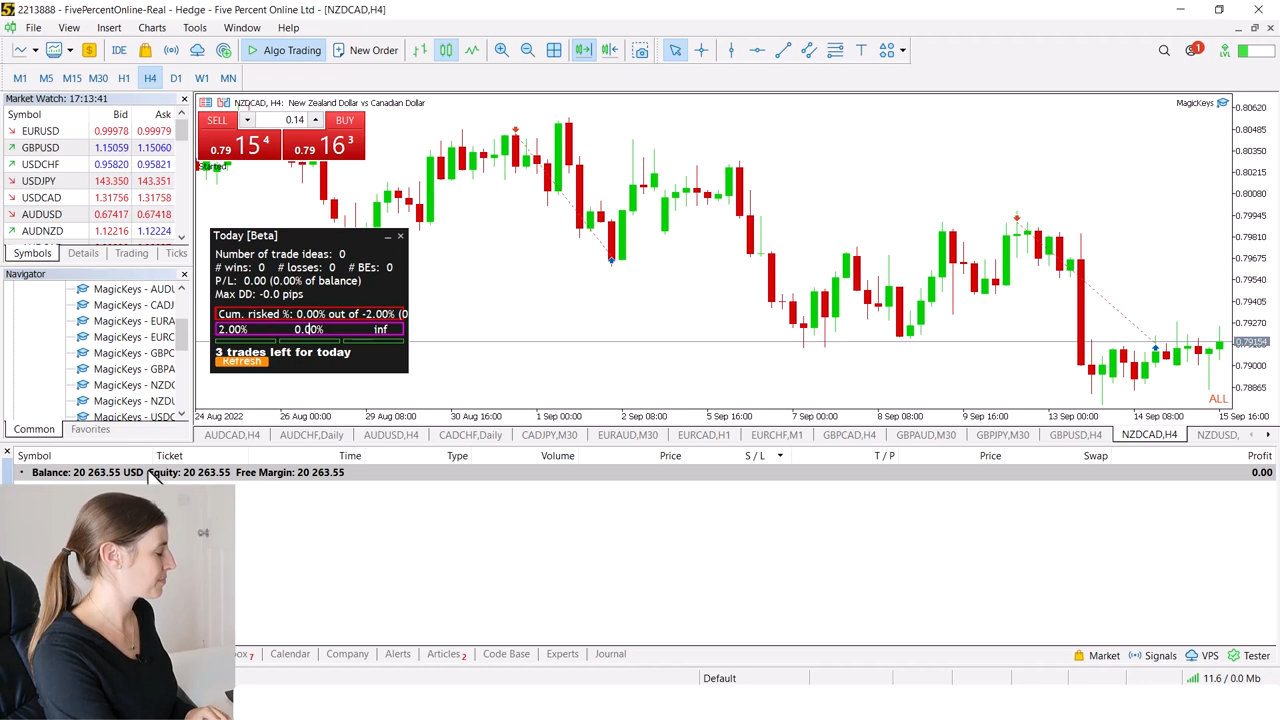 2213888 - FivePercentOnline-Real - Hedge - Five Percent Online Ltd - [NZDCAD,H4]
File View Insert Charts Tools Window Help
IDE Algo Trading New Order 1 LVL
M1 M5 M15 M30 H1 H4 D1 W1 MN
Market Watch: 17:13:41
Symbol Bid Ask
EURUSD 0.99978 0.99979
GBPUSD 1.15059 1.15060
USDCHF 0.95820 0.95821
USDJPY 143.350 143.351
USDCAD 1.31756 1.31758
AUDUSD 0.67417 0.67418
AUDNZD 1.12216 1.12224
Symbols Details Trading Ticks
Navigator
MagicKeys - AUDU
MagicKeys - CADJ
MagicKeys - EURA
MagicKeys - EURC
MagicKeys - GBPC
MagicKeys - GBPA
MagicKeys - NZDC
MagicKeys - NZDU
MagicKeys - USDC
Common Favorites
NZDCAD, H4: New Zealand Dollar vs Canadian Dollar
MagicKeys
SELL 0.14 BUY
0.79 15 4 0.79 16 3
Started
Today [Beta]
Number of trade ideas: 0
# wins: 0 # losses: 0 # BEs: 0
P/L: 0.00 (0.00% of balance)
Max DD: -0.0 pips
Cum. risked %: 0.00% out of -2.00% (0
2.00% 0.00% inf
3 trades left for today
Refresh
0.80620
0.80485
0.80350
0.80215
0.80080
0.79945
0.79810
0.79675
0.79540
0.79405
0.79270
0.79154
0.79000
0.78865
ALL
24 Aug 2022 26 Aug 00:00 29 Aug 08:00 30 Aug 16:00 1 Sep 00:00 2 Sep 08:00 5 Sep 16:00 7 Sep 00:00 8 Sep 08:00 9 Sep 16:00 13 Sep 00:00 14 Sep 08:00 15 Sep 16:00
AUDCAD,H4 AUDCHF,Daily AUDUSD,H4 CADCHF,Daily CADJPY,M30 EURAUD,M30 EURCAD,H1 EURCHF,M1 GBPCAD,H4 GBPAUD,M30 GBPJPY,M30 GBPUSD,H4 NZDCAD,H4 NZDUSD,
Symbol Ticket Time Type Volume Price S / L T / P Price Swap Profit
Balance: 20 263.55 USD Equity: 20 263.55 Free Margin: 20 263.55 0.00
box 7 Calendar Company Alerts Articles 2 Code Base Experts Journal Market Signals VPS Tester
Default 11.6 / 0.0 Mb